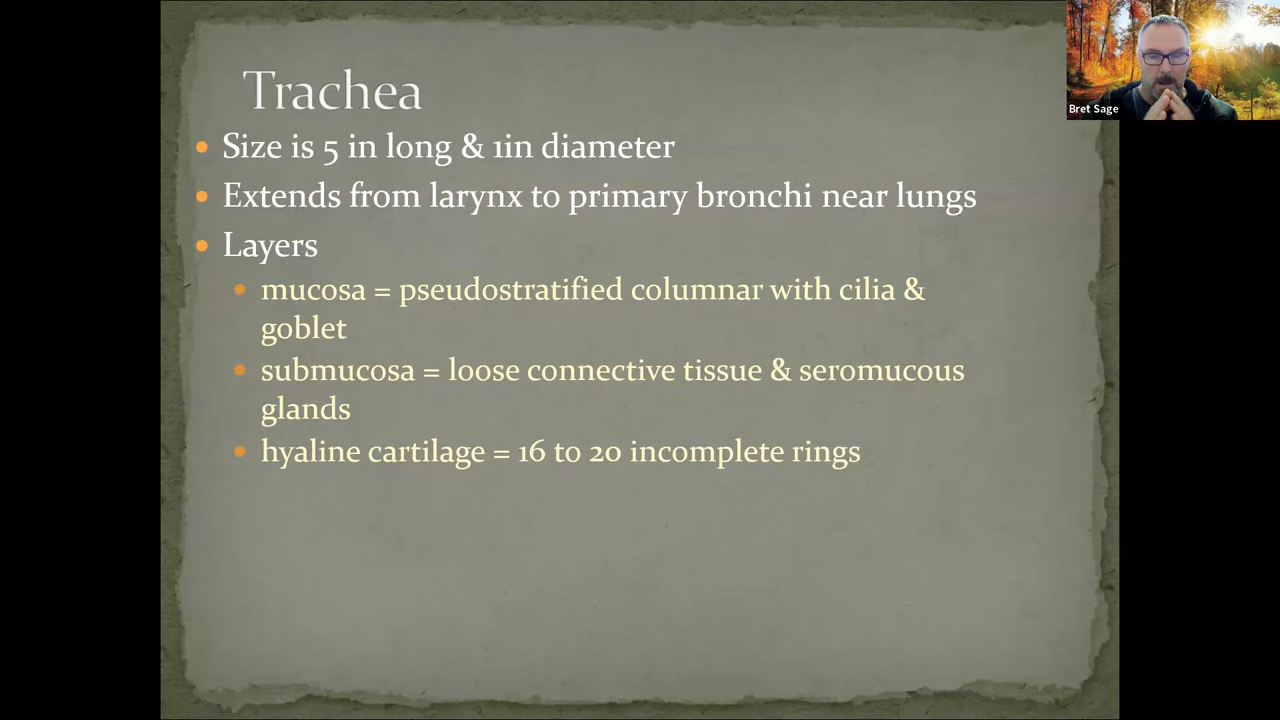 Trachea
Size is 5 in long & 1in diameter
Extends from larynx to primary bronchi near lungs
Layers
mucosa = pseudostratified columnar with cilia &
goblet
submucosa = loose connective tissue & seromucous
glands
hyaline cartilage = 16 to 20 incomplete rings
Bret Sage